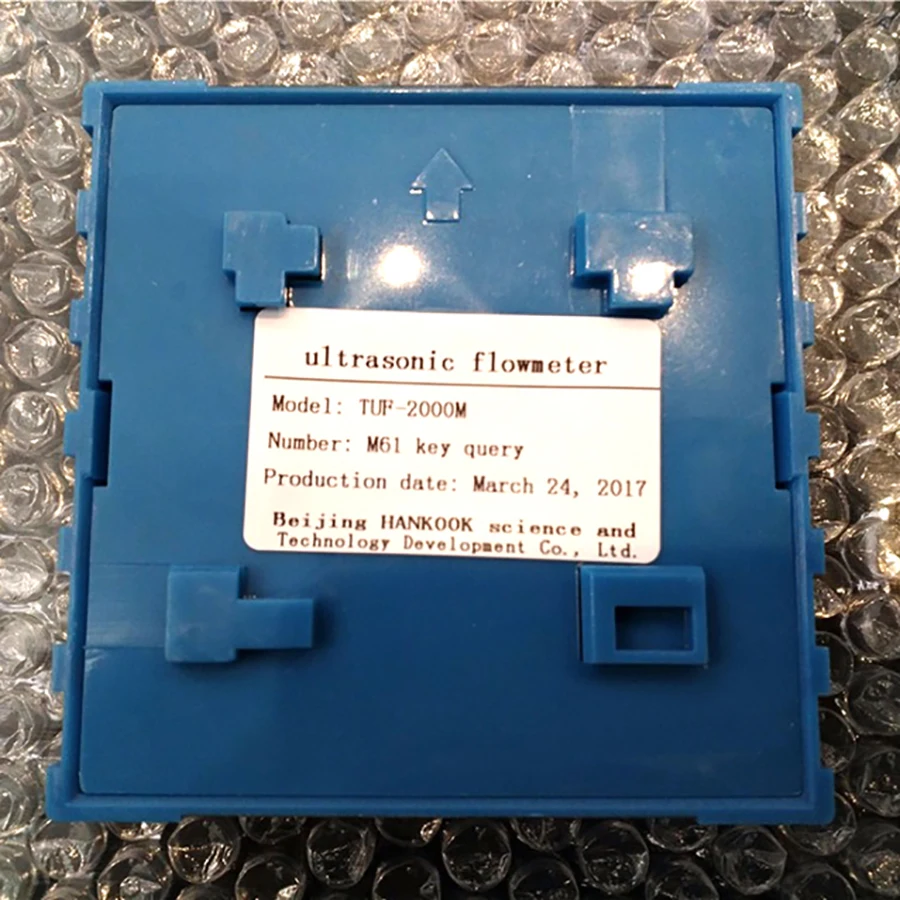 ultrasonic flowmeter
Model: TUF-2000M
Number: M61 key query
Production date: March 24, 2017
Beijing HANKOOK science and
Technology Development Co., Ltd.